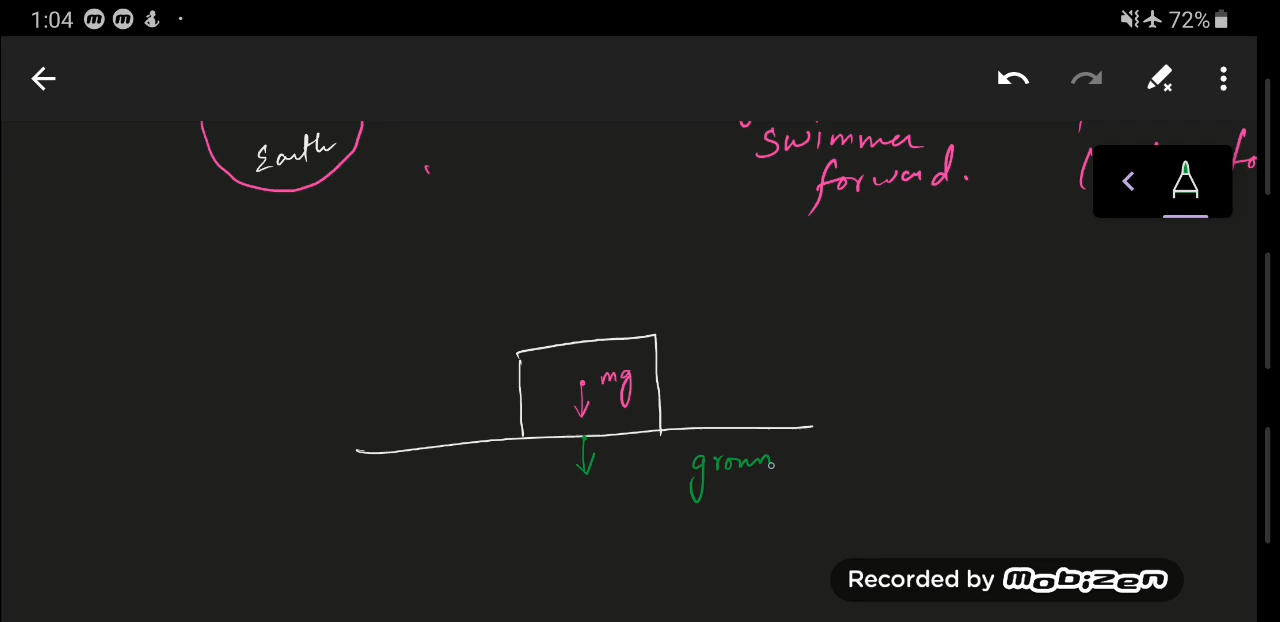 1:04
72%
Earth
swimmer
forward.
mg
groun
Recorded by mobizen